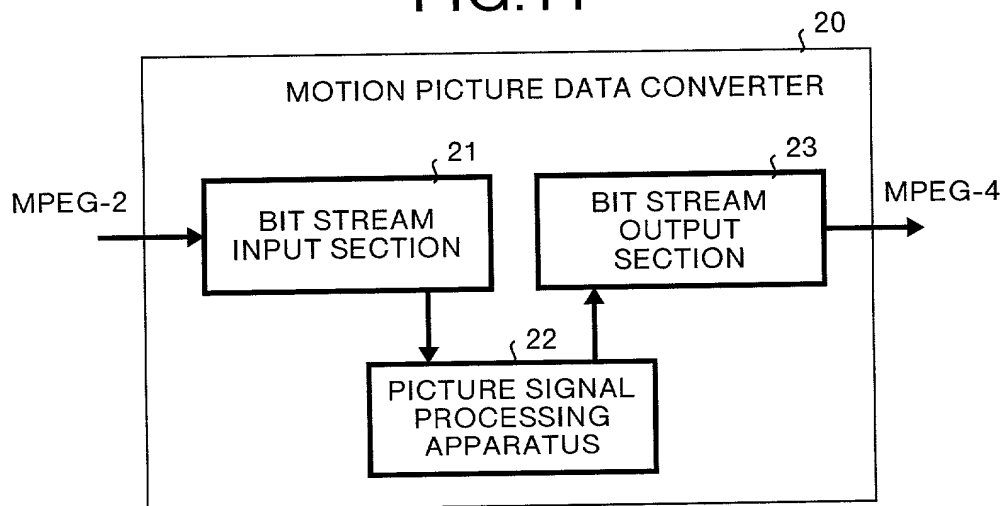 20
MOTION PICTURE DATA CONVERTER
21
23
MPEG-2
BIT STREAM
INPUT SECTION
BIT STREAM
OUTPUT
SECTION
MPEG-4
22
PICTURE SIGNAL
PROCESSING
APPARATUS